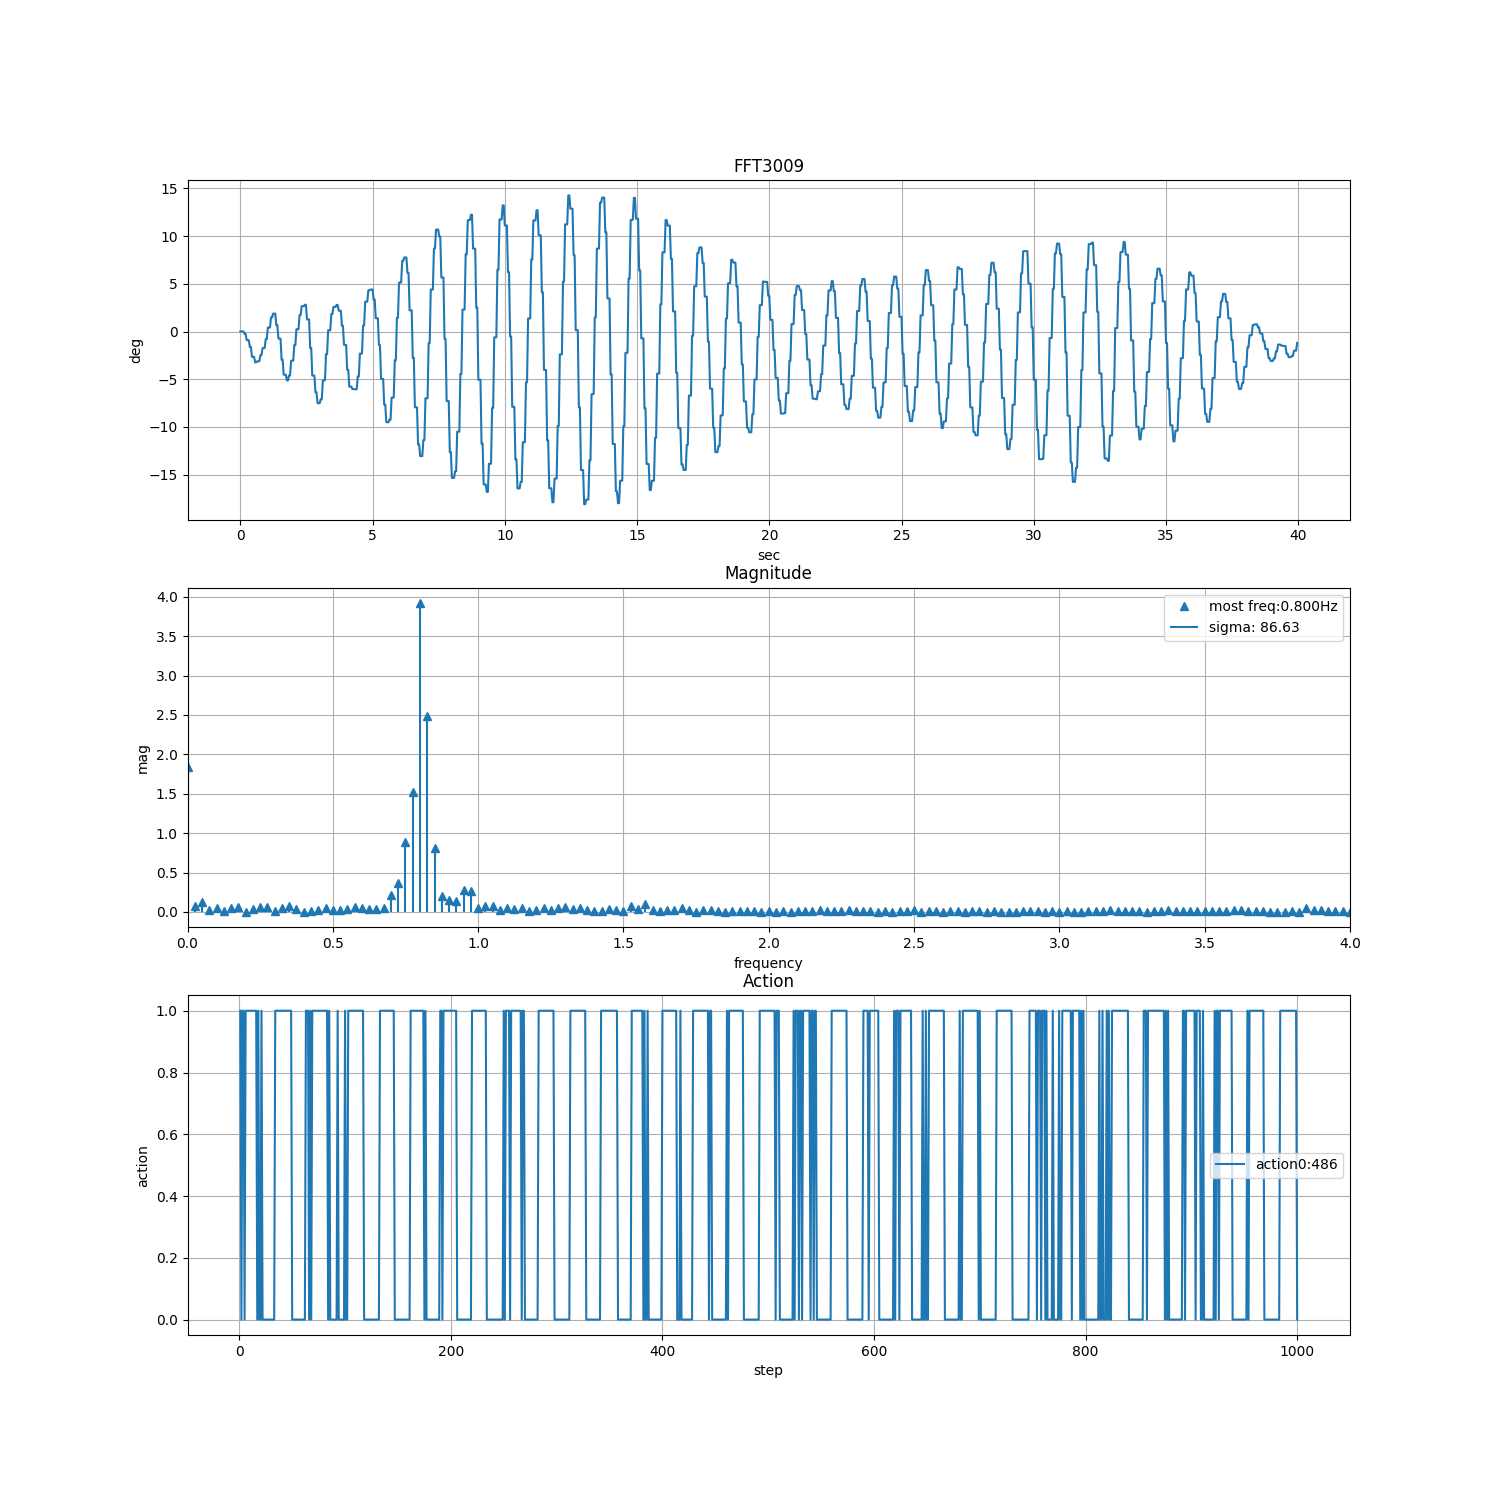 FFT3009
15
10
5
0
−5
−10
−15
deg
0 5 10 15 20 25 30 35 40
sec
Magnitude
4.0
3.5
3.0
2.5
2.0
1.5
1.0
0.5
0.0
mag
most freq:0.800Hz
sigma: 86.63
0.0 0.5 1.0 1.5 2.0 2.5 3.0 3.5 4.0
frequency
Action
1.0
0.8
0.6
0.4
0.2
0.0
action
action0:486
0 200 400 600 800 1000
step